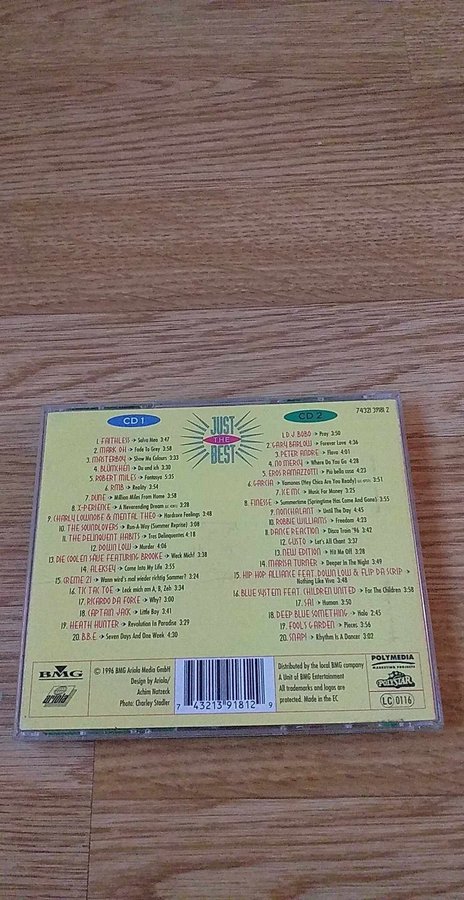 CD 1
1. FAITHLESS ➔ Salva Mea 3:47
2. MARK 'OH ➔ Fade To Grey 3:58
3. MASTERBOY ➔ Show Me Colours 3:33
4. BLÜMCHEN ➔ Du und ich 3:30
5. ROBERT MILES ➔ Fantasya 5:35
6. RMB ➔ Reality 3:54
7. DUNE ➔ Million Miles From Home 3:58
8. X-PERIENCE ➔ A Neverending Dream 3:28
9. CHARLY LOWNOISE & MENTAL THEO ➔ Hardcore Feelings 3:28
10. THE SOUNDLOVERS ➔ Run-A-Way (Summer Reprise) 3:08
11. THE DELINQUENT HABITS ➔ Tres Delinquentes 4:18
12. DOWN LOW ➔ Murder 4:06
13. DIE COOLEN SÄUE FEATURING BROOKE ➔ Weck Mich! 3:38
14. ALEKSEY ➔ Come Into My Life 3:55
15. CREME 21 ➔ Wann wird's mal wieder richtig Sommer? 3:24
16. TIC TAC TOE ➔ Leck mich am A, B, Zeh 3:34
17. RICARDO DA FORCE ➔ Why? 3:00
18. CAPTAIN JACK ➔ Little Boy 3:41
19. HEATH HUNTER ➔ Revolution In Paradise 3:29
20. B.B.E. ➔ Seven Days And One Week 4:30
JUST
THE
BEST
CD 2
74321 39181 2
1. D.J. BOBO ➔ Pray 3:50
2. GARY BARLOW ➔ Forever Love 4:36
3. PETER ANDRE ➔ Flava 4:01
4. NO MERCY ➔ Where Do You Go 4:28
5. EROS RAMAZZOTTI ➔ Più bella cosa 4:23
6. GARCIA ➔ Vamonos (Hey Chico Are You Ready) 3:51
7. ICE MC ➔ Music For Money 3:25
8. FINESSE ➔ Summertime (Springtime Has Come And Gone) 3:55
9. NONCHALANT ➔ Until The Day 4:45
10. ROBBIE WILLIAMS ➔ Freedom 4:23
11. DANCE REACTION ➔ Disco Train '96 4:43
12. GUSTO ➔ Let's All Chant 3:37
13. NEW EDITION ➔ Hit Me Off 3:28
14. MARISA TURNER ➔ Deeper In The Night 3:49
15. HIP HOP ALLIANCE FEAT. DOWN LOW & FLIP DA SCRIP ➔
Nothing Like Viva 3:48
16. BLUE SYSTEM FEAT. CHILDREN UNITED ➔ For The Children 3:58
17. SA! ➔ Human 3:50
18. DEEP BLUE SOMETHING ➔ Halo 2:45
19. FOOL'S GARDEN ➔ Pieces 3:56
20. SNAP! ➔ Rhythm Is A Dancer 3:02
BMG
ariola
© 1996 BMG Ariola Media GmbH
Design by Ariola/
Achim Natzeck
Photo: Charley Stadler
7 43213 91812 9
Distributed by the local BMG company
A Unit of BMG Entertainment
All trademarks and logos are
protected. Made in the EC
POLYMEDIA
MARKETING PROJECTS
POLYSTAR
LC 0116